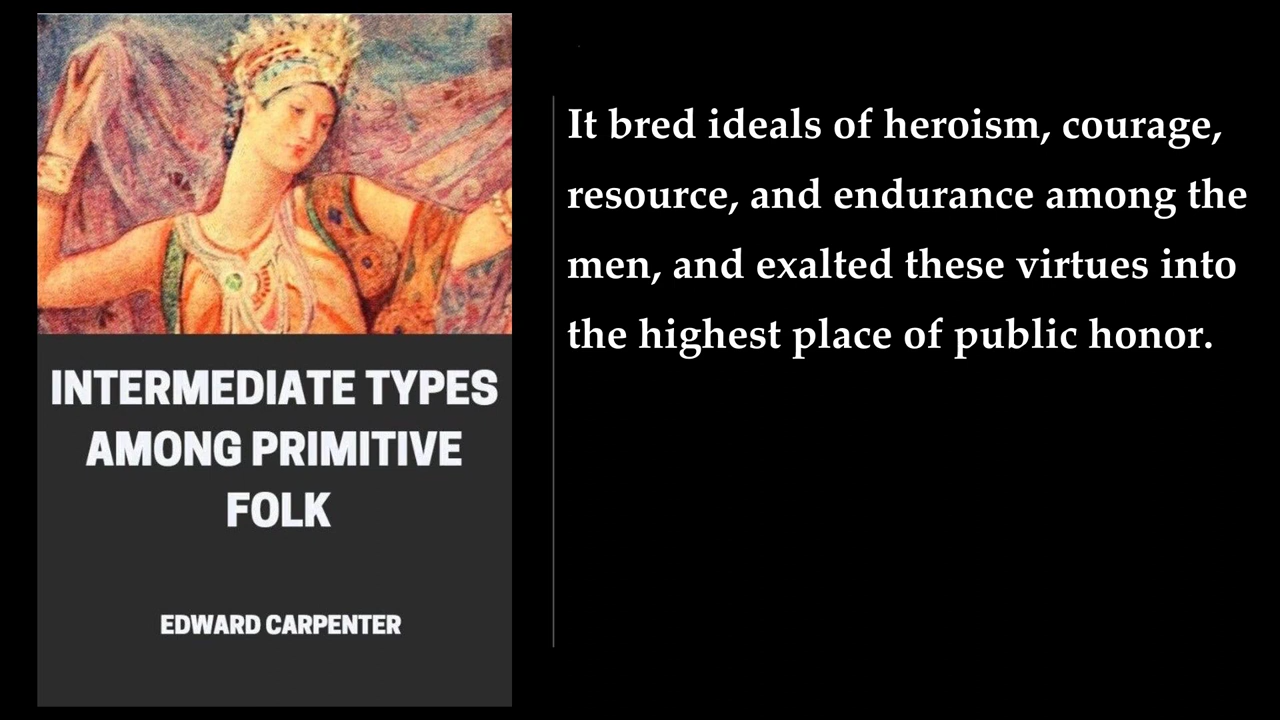 INTERMEDIATE TYPES
AMONG PRIMITIVE
FOLK
EDWARD CARPENTER
It bred ideals of heroism, courage,
resource, and endurance among the
men, and exalted these virtues into
the highest place of public honor.